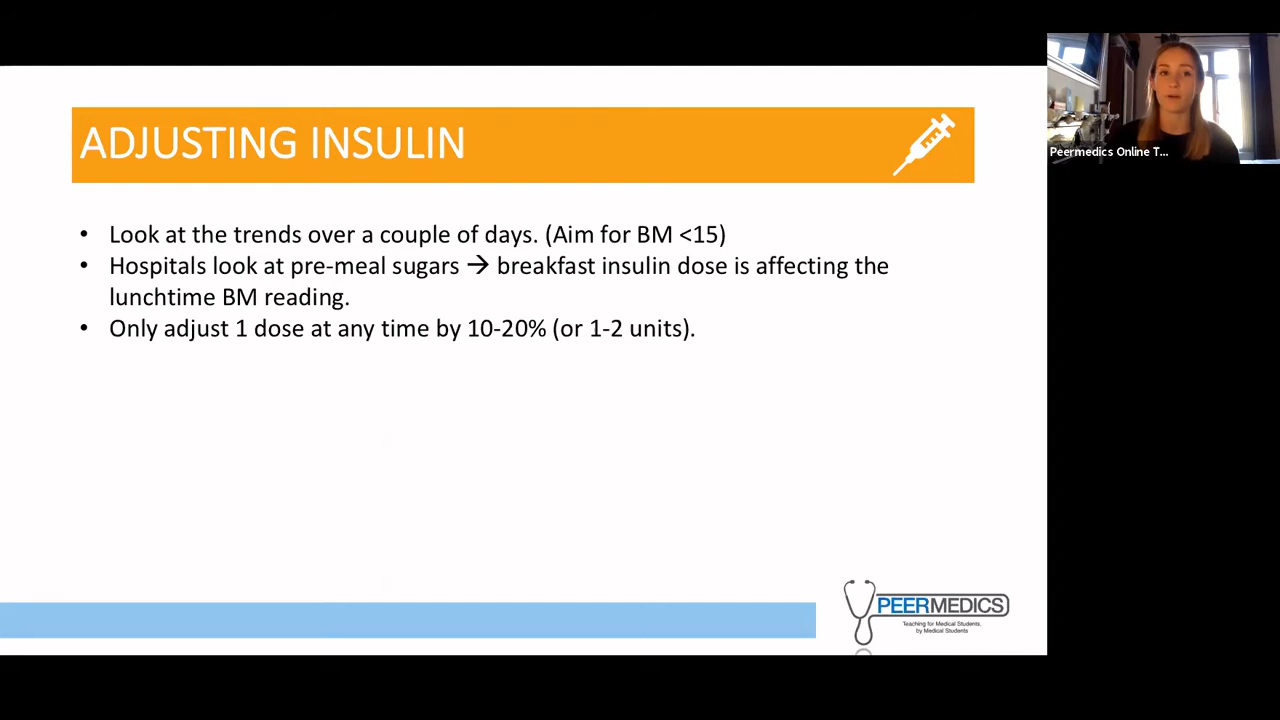 ADJUSTING INSULIN
• Look at the trends over a couple of days. (Aim for BM <15)
• Hospitals look at pre-meal sugars → breakfast insulin dose is affecting the
lunchtime BM reading.
• Only adjust 1 dose at any time by 10-20% (or 1-2 units).
Peermedics Online T...
PEERMEDICS
Teaching for Medical Students,
by Medical Students